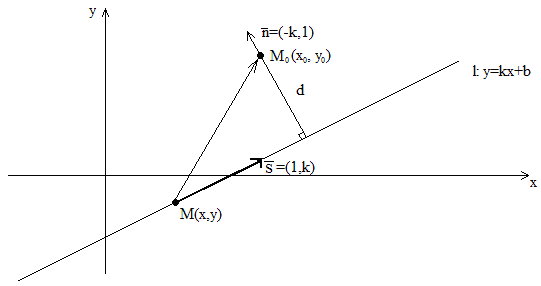 y
n̅=(-k,1)
M₀(x₀, y₀)
l: y=kx+b
d
s̅=(1,k)
x
M(x,y)